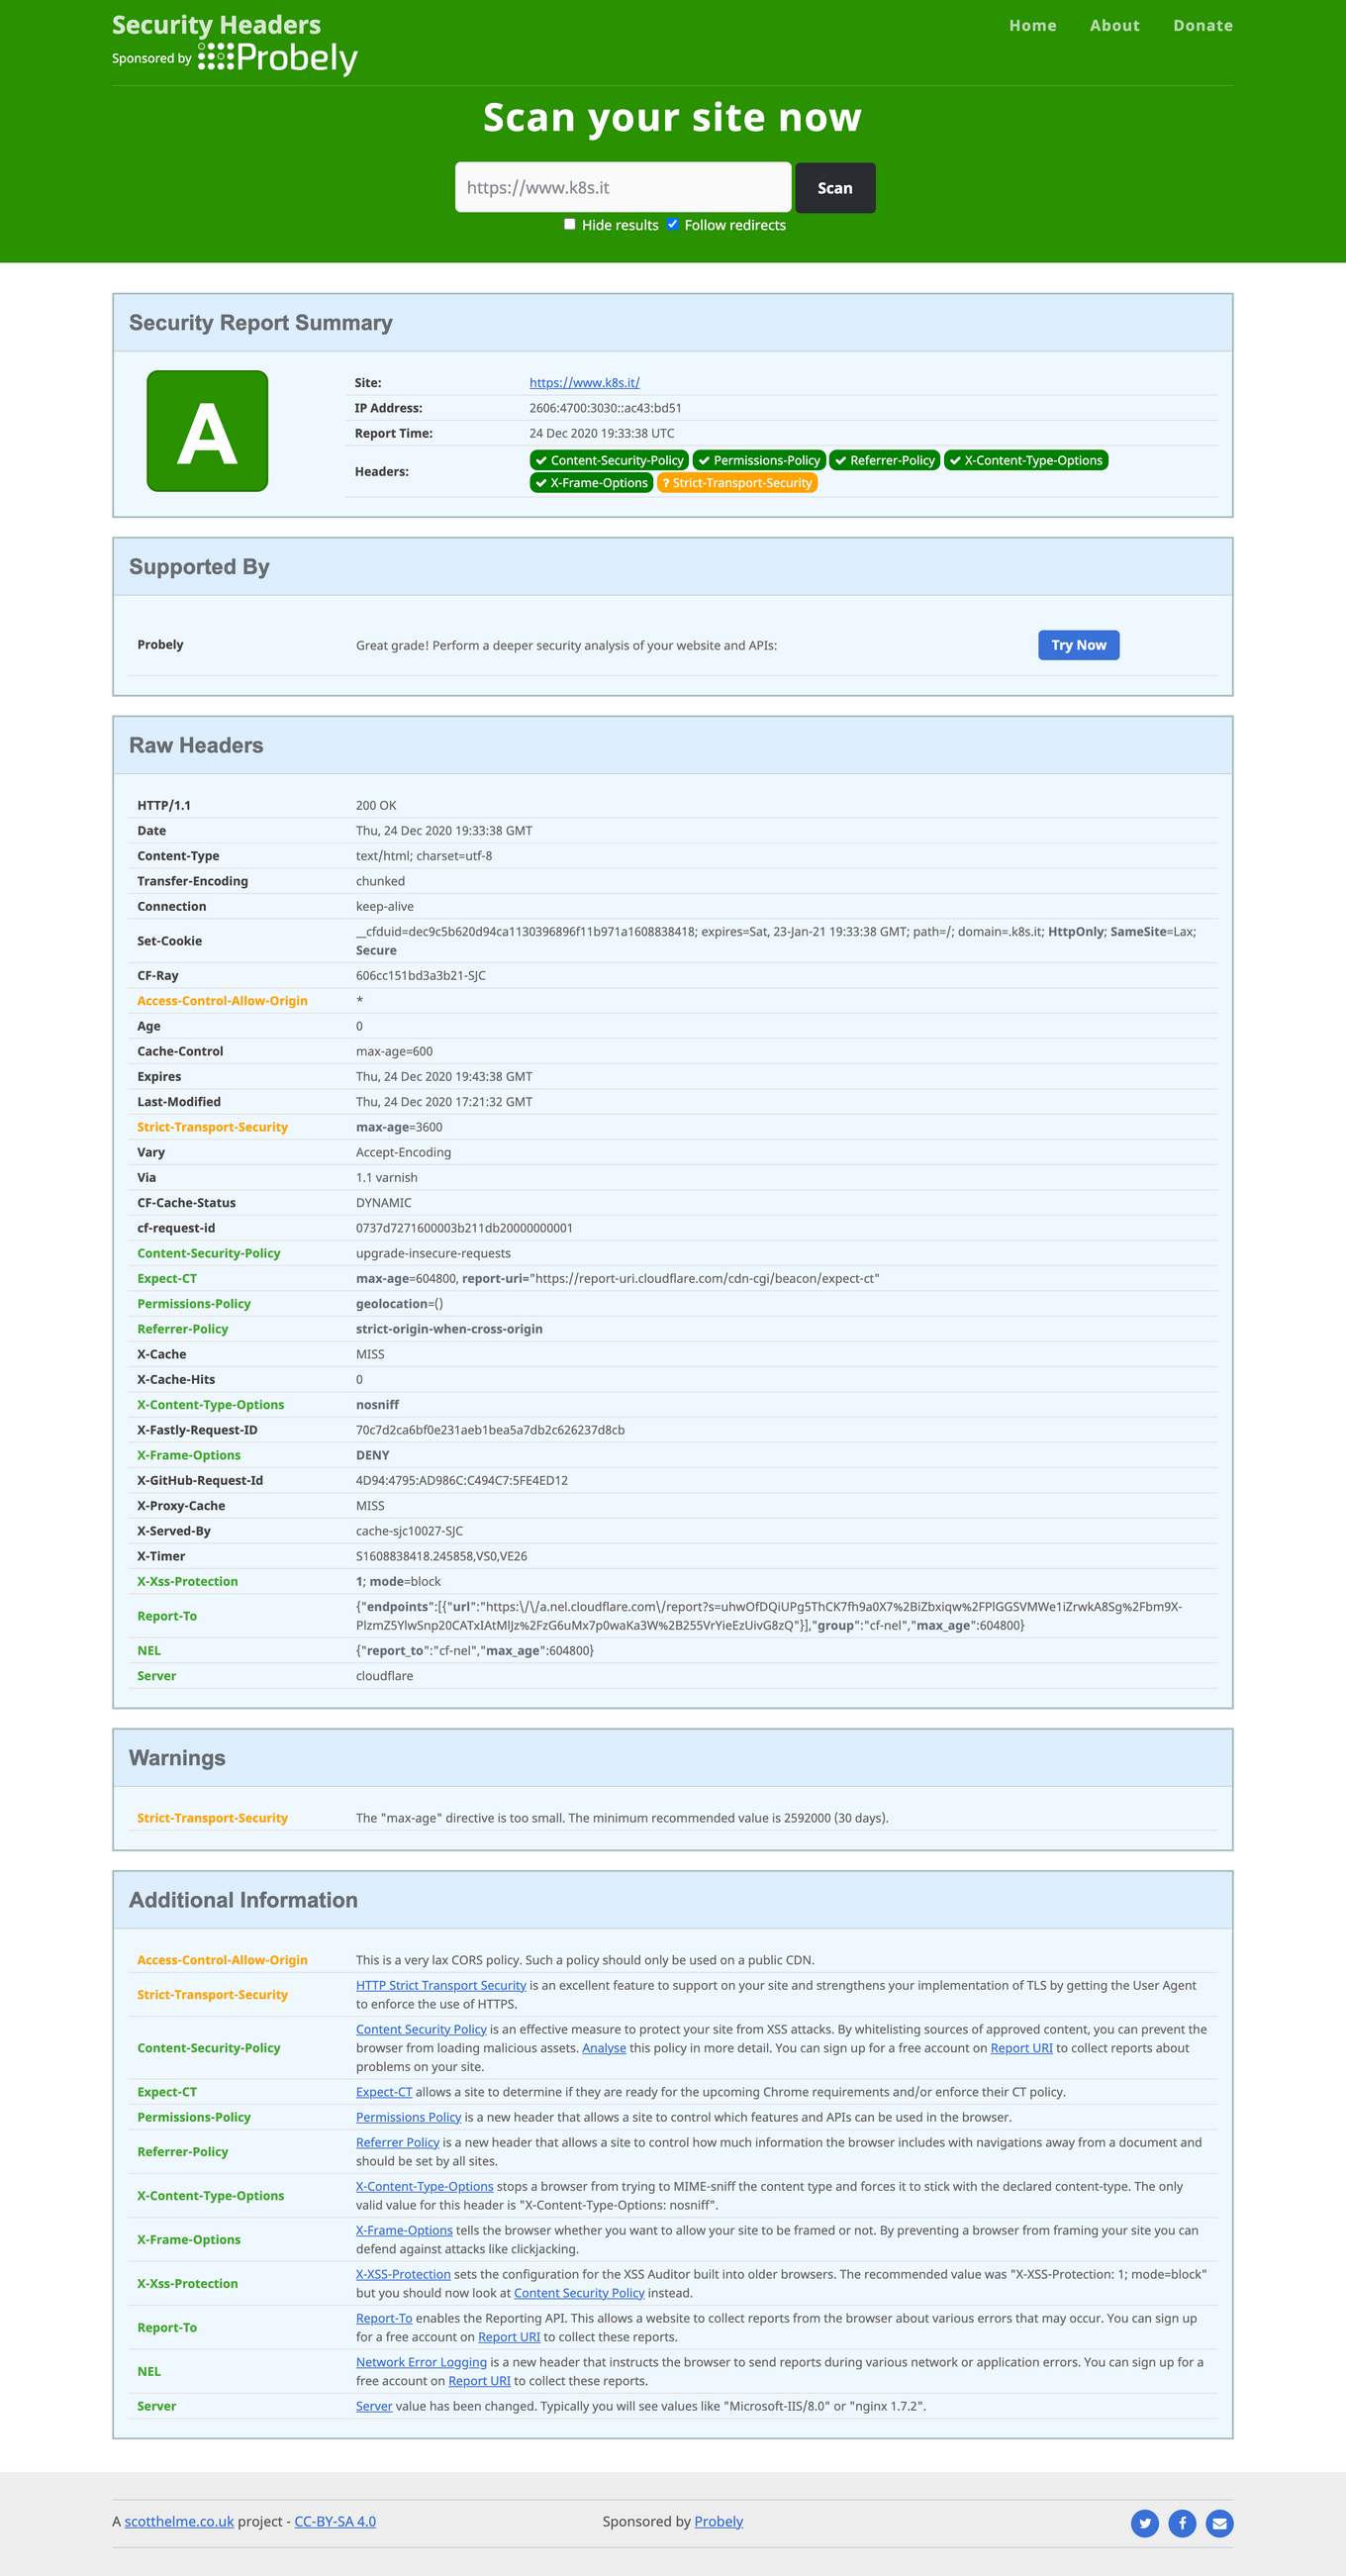 Security Headers
Home About Donate
Sponsored by Probely
Scan your site now
https://www.k8s.it Scan
Hide results Follow redirects
Security Report Summary
A
Site: https://www.k8s.it/
IP Address: 2606:4700:3030::ac43:bd51
Report Time: 24 Dec 2020 19:33:38 UTC
Headers: Content-Security-Policy Permissions-Policy Referrer-Policy X-Content-Type-Options
X-Frame-Options ? Strict-Transport-Security
Supported By
Probely Great grade! Perform a deeper security analysis of your website and APIs: Try Now
Raw Headers
HTTP/1.1 200 OK
Date Thu, 24 Dec 2020 19:33:38 GMT
Content-Type text/html; charset=utf-8
Transfer-Encoding chunked
Connection keep-alive
Set-Cookie __cfduid=dec9c5b620d94ca1130396896f11b971a1608838418; expires=Sat, 23-Jan-21 19:33:38 GMT; path=/; domain=.k8s.it; HttpOnly; SameSite=Lax;
Secure
CF-Ray 606cc151bd3a3b21-SJC
Access-Control-Allow-Origin *
Age 0
Cache-Control max-age=600
Expires Thu, 24 Dec 2020 19:43:38 GMT
Last-Modified Thu, 24 Dec 2020 17:21:32 GMT
Strict-Transport-Security max-age=3600
Vary Accept-Encoding
Via 1.1 varnish
CF-Cache-Status DYNAMIC
cf-request-id 0737d7271600003b211db20000000001
Content-Security-Policy upgrade-insecure-requests
Expect-CT max-age=604800, report-uri="https://report-uri.cloudflare.com/cdn-cgi/beacon/expect-ct"
Permissions-Policy geolocation=()
Referrer-Policy strict-origin-when-cross-origin
X-Cache MISS
X-Cache-Hits 0
X-Content-Type-Options nosniff
X-Fastly-Request-ID 70c7d2ca6bf0e231aeb1bea5a7db2c626237d8cb
X-Frame-Options DENY
X-GitHub-Request-Id 4D94:4795:AD986C:C494C7:5FE4ED12
X-Proxy-Cache MISS
X-Served-By cache-sjc10027-SJC
X-Timer S1608838418.245858,VS0,VE26
X-Xss-Protection 1; mode=block
Report-To {"endpoints":[{"url":"https:\/\/a.nel.cloudflare.com\/report?s=uhwOfDQiUPg5ThCK7fh9a0X7%2BiZbxiqw%2FPlGGSVMWe1iZrwkA8Sg%2Fbm9X-
PlzmZ5YlwSnp20CATxIAtMlJz%2FzG6uMx7p0waKa3W%2B255VrYieEzUivG8zQ"}],"group":"cf-nel","max_age":604800}
NEL {"report_to":"cf-nel","max_age":604800}
Server cloudflare
Warnings
Strict-Transport-Security The "max-age" directive is too small. The minimum recommended value is 2592000 (30 days).
Additional Information
Access-Control-Allow-Origin This is a very lax CORS policy. Such a policy should only be used on a public CDN.
Strict-Transport-Security HTTP Strict Transport Security is an excellent feature to support on your site and strengthens your implementation of TLS by getting the User Agent
to enforce the use of HTTPS.
Content-Security-Policy Content Security Policy is an effective measure to protect your site from XSS attacks. By whitelisting sources of approved content, you can prevent the
browser from loading malicious assets. Analyse this policy in more detail. You can sign up for a free account on Report URI to collect reports about
problems on your site.
Expect-CT Expect-CT allows a site to determine if they are ready for the upcoming Chrome requirements and/or enforce their CT policy.
Permissions-Policy Permissions Policy is a new header that allows a site to control which features and APIs can be used in the browser.
Referrer-Policy Referrer Policy is a new header that allows a site to control how much information the browser includes with navigations away from a document and
should be set by all sites.
X-Content-Type-Options X-Content-Type-Options stops a browser from trying to MIME-sniff the content type and forces it to stick with the declared content-type. The only
valid value for this header is "X-Content-Type-Options: nosniff".
X-Frame-Options X-Frame-Options tells the browser whether you want to allow your site to be framed or not. By preventing a browser from framing your site you can
defend against attacks like clickjacking.
X-Xss-Protection X-XSS-Protection sets the configuration for the XSS Auditor built into older browsers. The recommended value was "X-XSS-Protection: 1; mode=block"
but you should now look at Content Security Policy instead.
Report-To Report-To enables the Reporting API. This allows a website to collect reports from the browser about various errors that may occur. You can sign up
for a free account on Report URI to collect these reports.
NEL Network Error Logging is a new header that instructs the browser to send reports during various network or application errors. You can sign up for a
free account on Report URI to collect these reports.
Server Server value has been changed. Typically you will see values like "Microsoft-IIS/8.0" or "nginx 1.7.2".
A scotthelme.co.uk project - CC-BY-SA 4.0 Sponsored by Probely